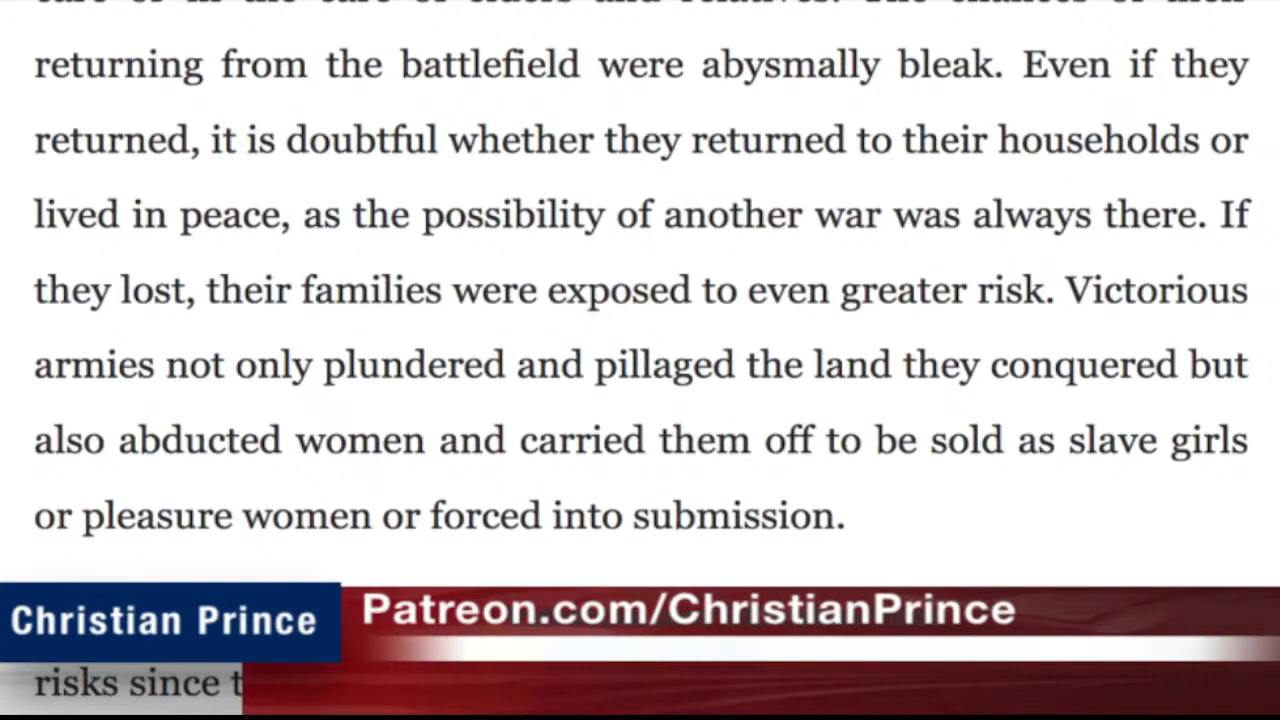 returning from the battlefield were abysmally bleak. Even if they
returned, it is doubtful whether they returned to their households or
lived in peace, as the possibility of another war was always there. If
they lost, their families were exposed to even greater risk. Victorious
armies not only plundered and pillaged the land they conquered but
also abducted women and carried them off to be sold as slave girls
or pleasure women or forced into submission.
Christian Prince
Patreon.com/ChristianPrince
risks since